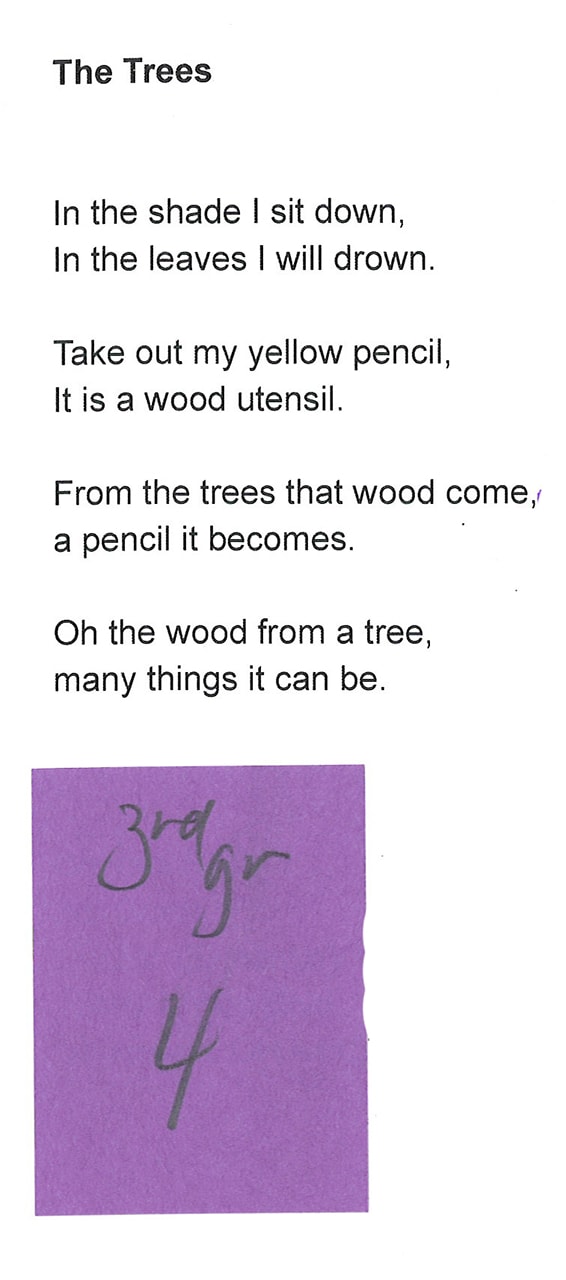 The Trees
In the shade I sit down,
In the leaves I will drown.
Take out my yellow pencil,
It is a wood utensil.
From the trees that wood come,
a pencil it becomes.
Oh the wood from a tree,
many things it can be.
3rd
gr
4